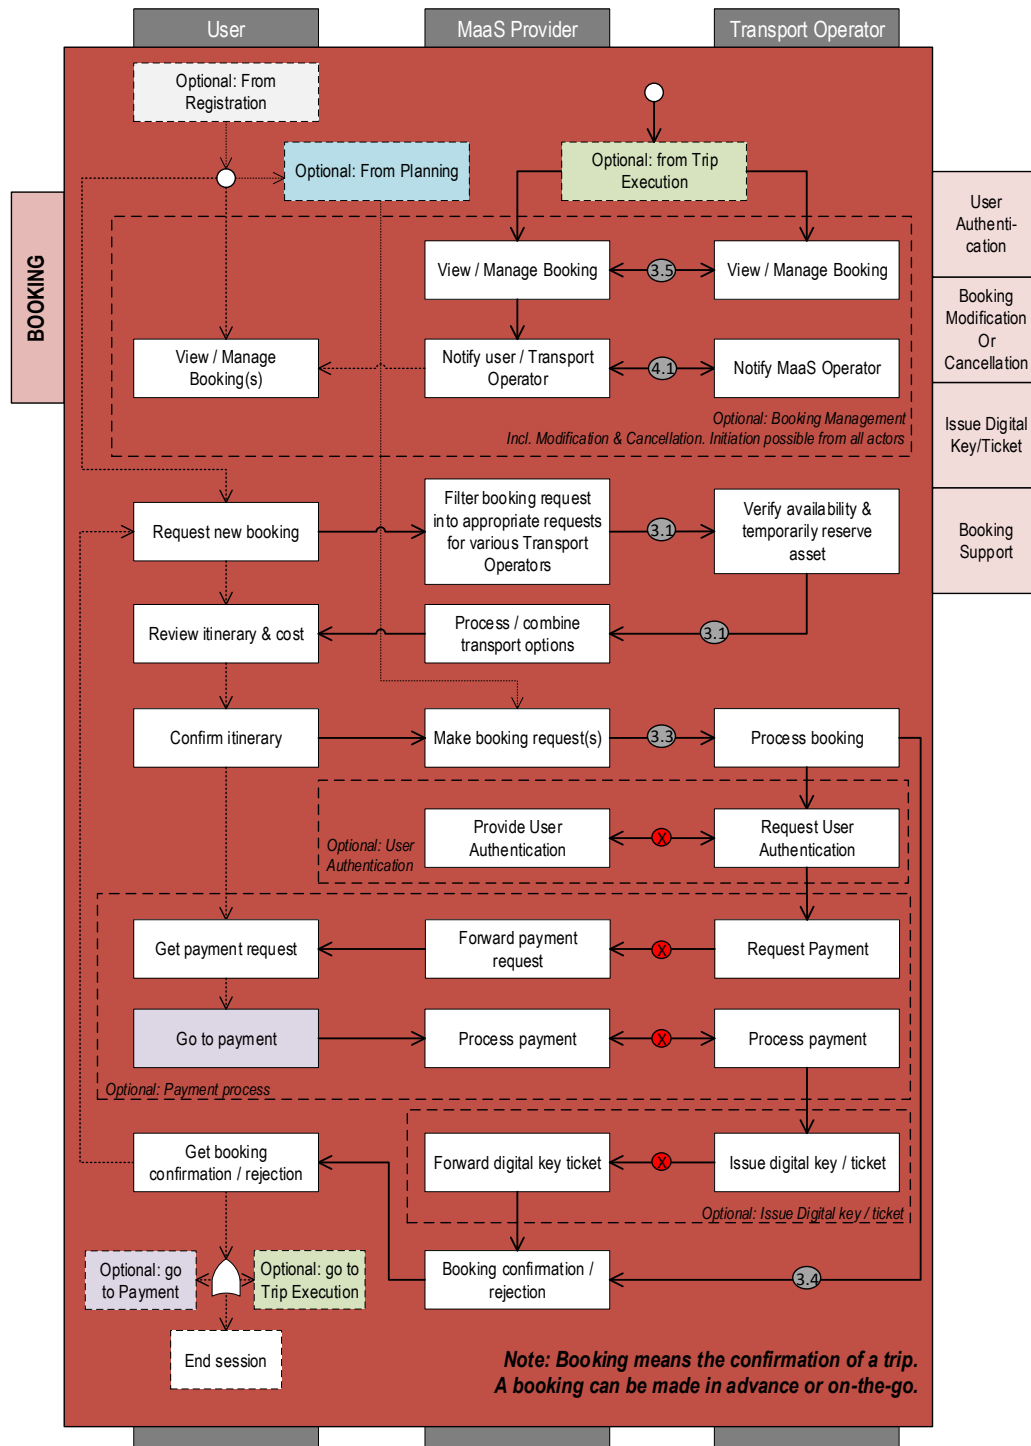 User
MaaS Provider
Transport Operator
Optional: From
Registration
Optional: From Planning
Optional: from Trip
Execution
BOOKING
User
Authenti-
cation
Booking
Modification
Or
Cancellation
Issue Digital
Key/Ticket
Booking
Support
View / Manage Booking
3.5
View / Manage Booking
View / Manage
Booking(s)
Notify user / Transport
Operator
4.1
Notify MaaS Operator
Optional: Booking Management
Incl. Modification & Cancellation. Initiation possible from all actors
Request new booking
Filter booking request
into appropriate requests
for various Transport
Operators
3.1
Verify availability &
temporarily reserve
asset
Review itinerary & cost
Process / combine
transport options
3.1
Confirm itinerary
Make booking request(s)
3.3
Process booking
Optional: User
Authentication
Provide User
Authentication
X
Request User
Authentication
Get payment request
Forward payment
request
X
Request Payment
Go to payment
Process payment
X
Process payment
Optional: Payment process
Get booking
confirmation / rejection
Forward digital key ticket
X
Issue digital key / ticket
Optional: Issue Digital key / ticket
Optional: go
to Payment
Optional: go to
Trip Execution
Booking confirmation /
rejection
3.4
End session
Note: Booking means the confirmation of a trip.
A booking can be made in advance or on-the-go.